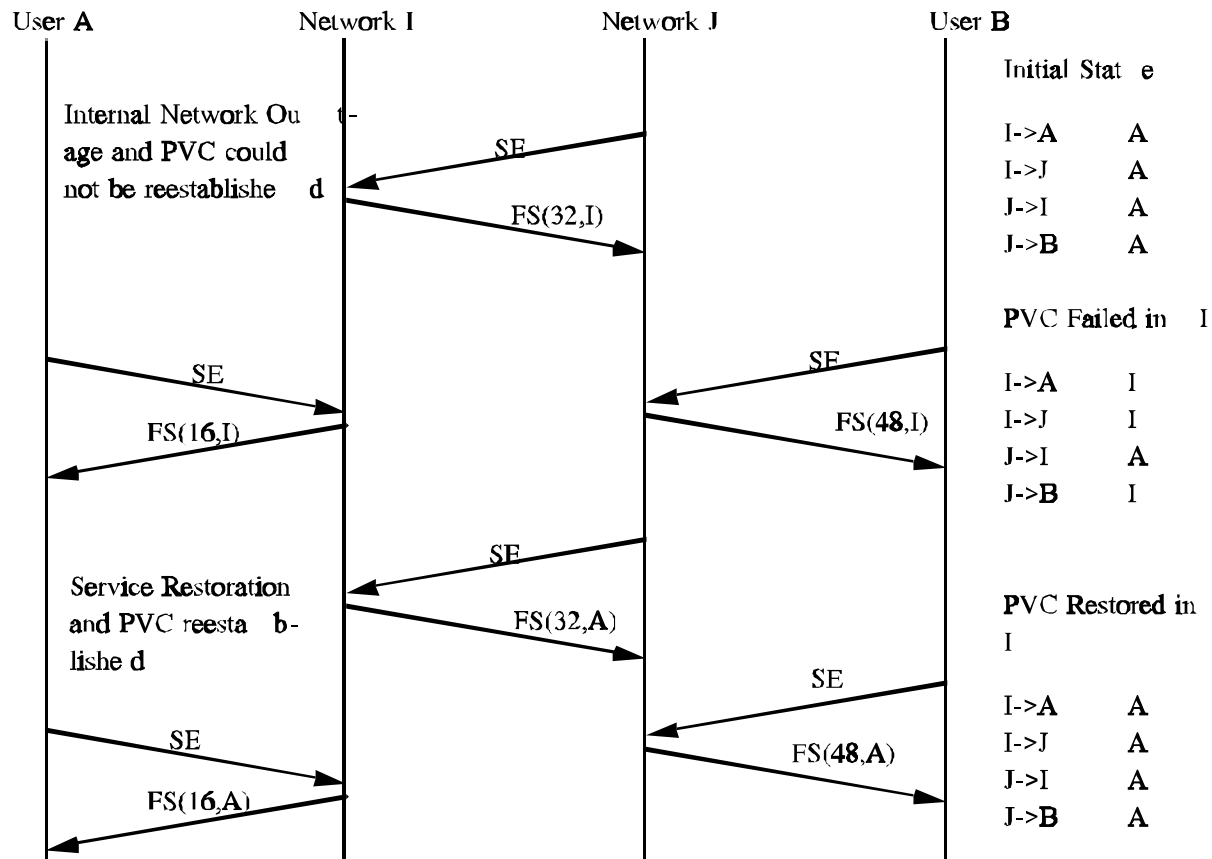 User A
Network I
Network J
User B
Initial Stat e
Internal Network Ou t-
age and PVC could
not be reestablishe d
I->A A
I->J A
J->I A
J->B A
SE
FS(32,I)
PVC Failed in I
I->A I
I->J I
J->I A
J->B I
SE
FS(16,I)
SE
FS(48,I)
SE
FS(32,A)
Service Restoration
and PVC reesta b-
lishe d
PVC Restored in
I
I->A A
I->J A
J->I A
J->B A
SE
FS(48,A)
SE
FS(16,A)